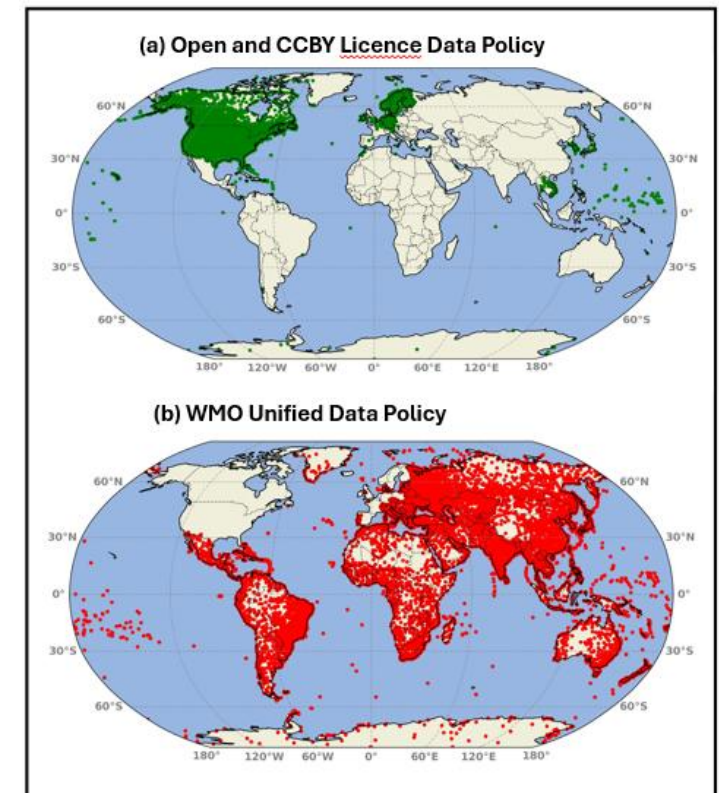 (a) Open and CCBY Licence Data Policy
60°N 60°N
30°N 30°N
0° 0°
30°S 30°S
60°S 60°S
180° 120°W 60°W 0° 60°E 120°E 180°
(b) WMO Unified Data Policy
60°N 60°N
30°N 30°N
0° 0°
30°S 30°S
60°S 60°S
180° 120°W 60°W 0° 60°E 120°E 180°